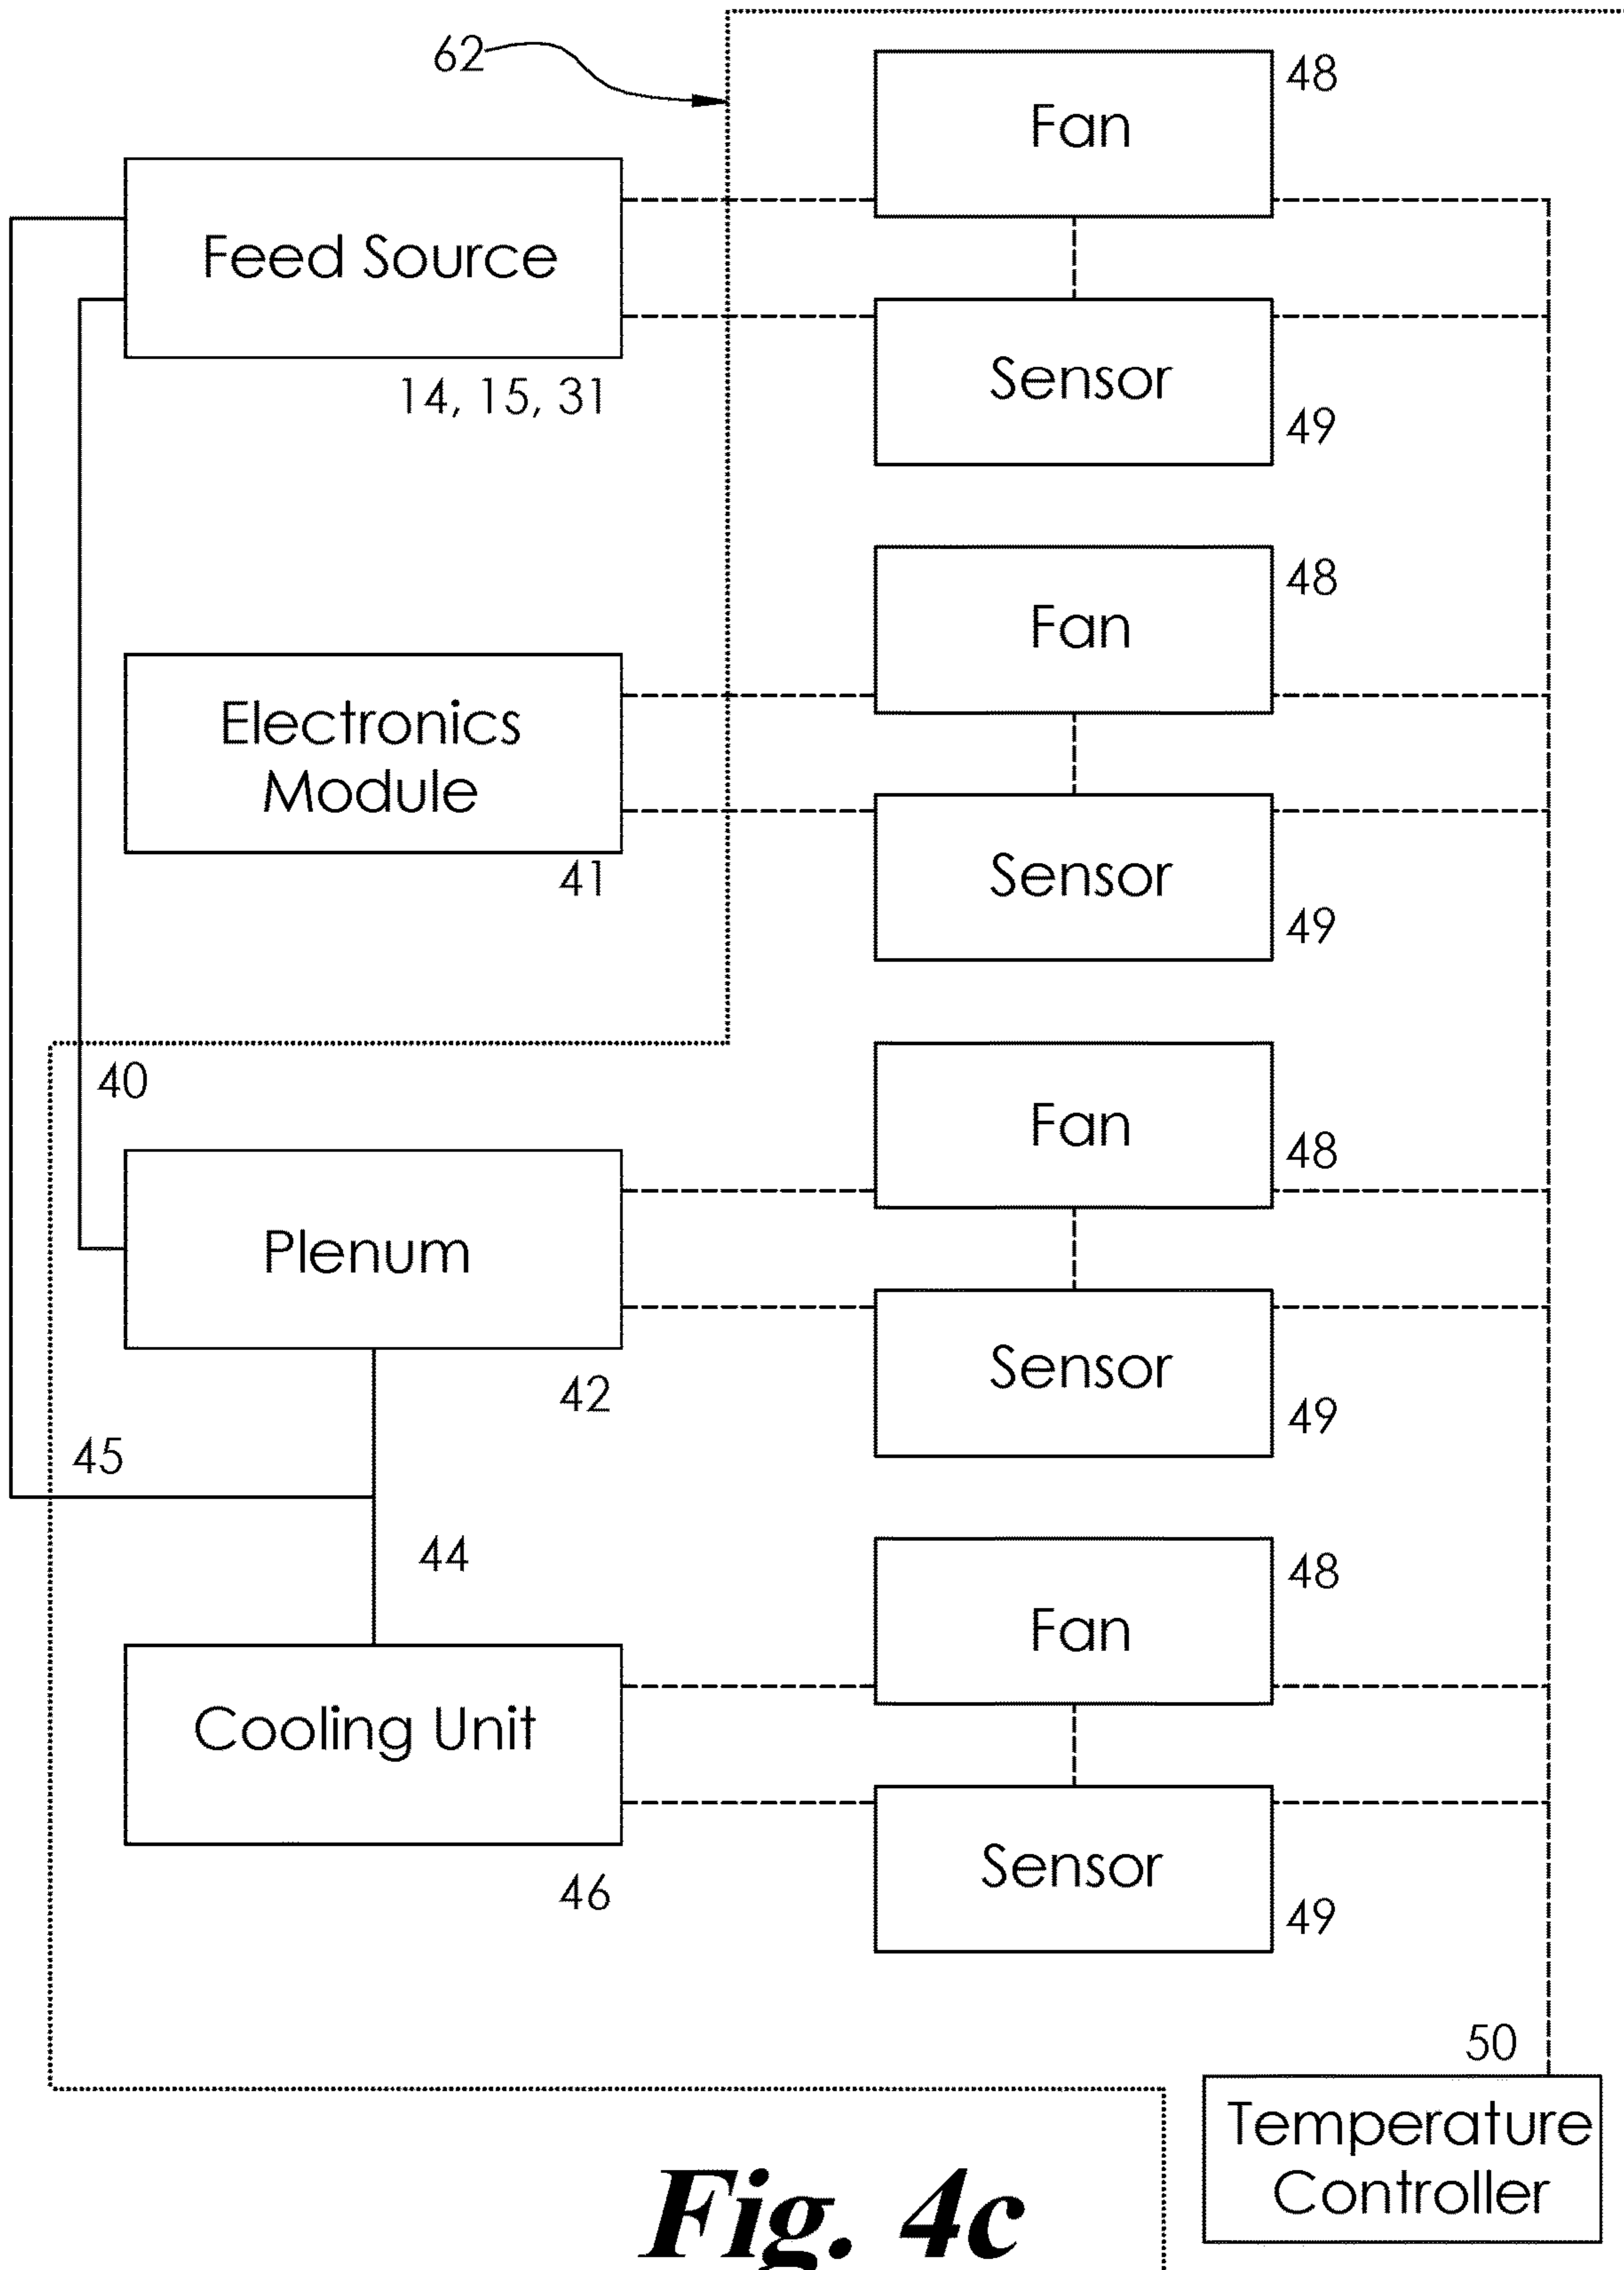 62
Fan
48
Feed Source
14, 15, 31
Sensor
49
Fan
48
Electronics
Module
41
Sensor
49
40
Fan
48
Plenum
42
Sensor
49
45
44
Fan
48
Cooling Unit
46
Sensor
49
50
Temperature
Controller
Fig. 4c